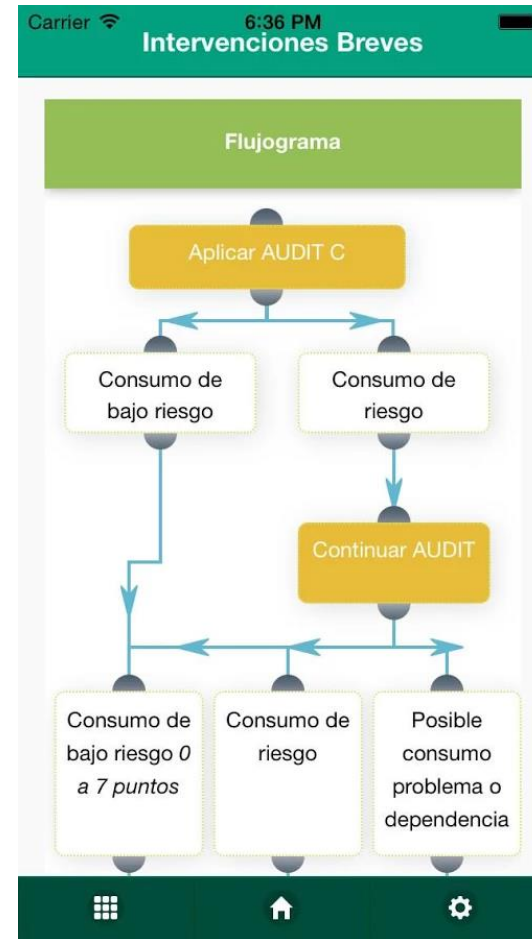 Carrier 6:36 PM
Intervenciones Breves
Flujograma
Aplicar AUDIT C
Consumo de
bajo riesgo
Consumo de
riesgo
Continuar AUDIT
Consumo de
bajo riesgo 0
a 7 puntos
Consumo de
riesgo
Posible
consumo
problema o
dependencia